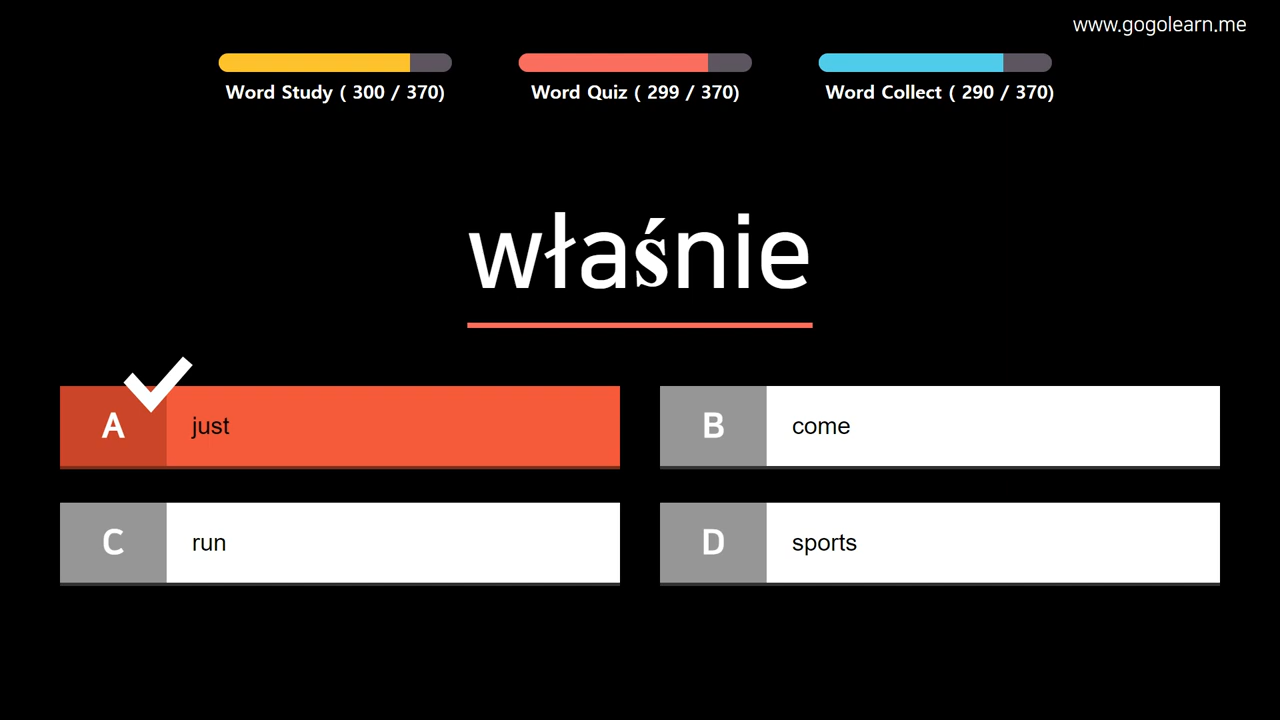 www.gogolearn.me
Word Study ( 300 / 370)
Word Quiz ( 299 / 370)
Word Collect ( 290 / 370)
właśnie
A just
B come
C run
D sports